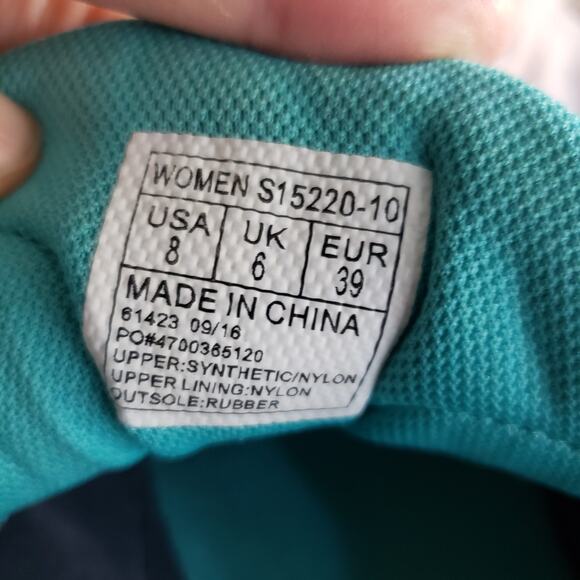 WOMEN S15220-10
USA UK EUR
8 6 39
MADE IN CHINA
61423 09/16
PO#4700365120
UPPER:SYNTHETIC/NYLON
UPPER LINING:NYLON
OUTSOLE:RUBBER